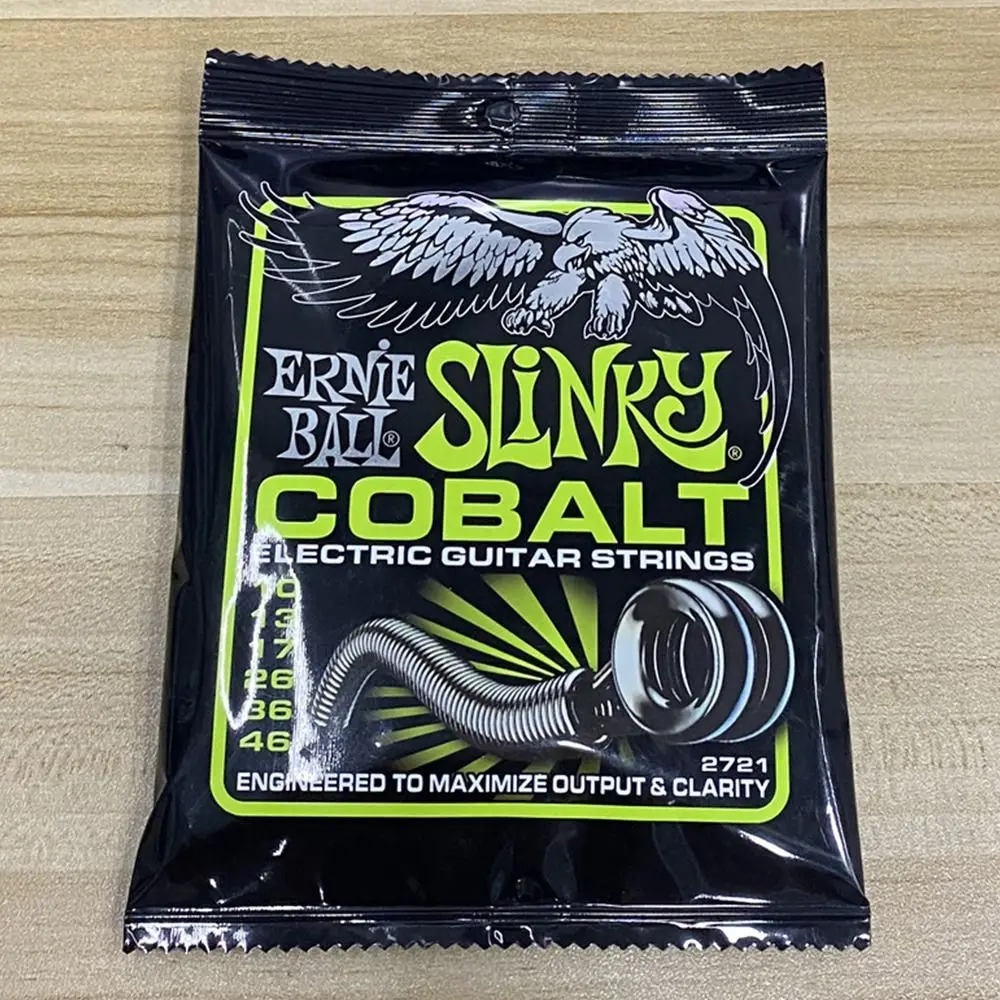 ERNiE
BALL®
SLiNKY®
COBALT
ELECTRIC GUITAR STRINGS
10
13
17
26
36
46
2721
ENGINEERED TO MAXIMIZE OUTPUT & CLARITY